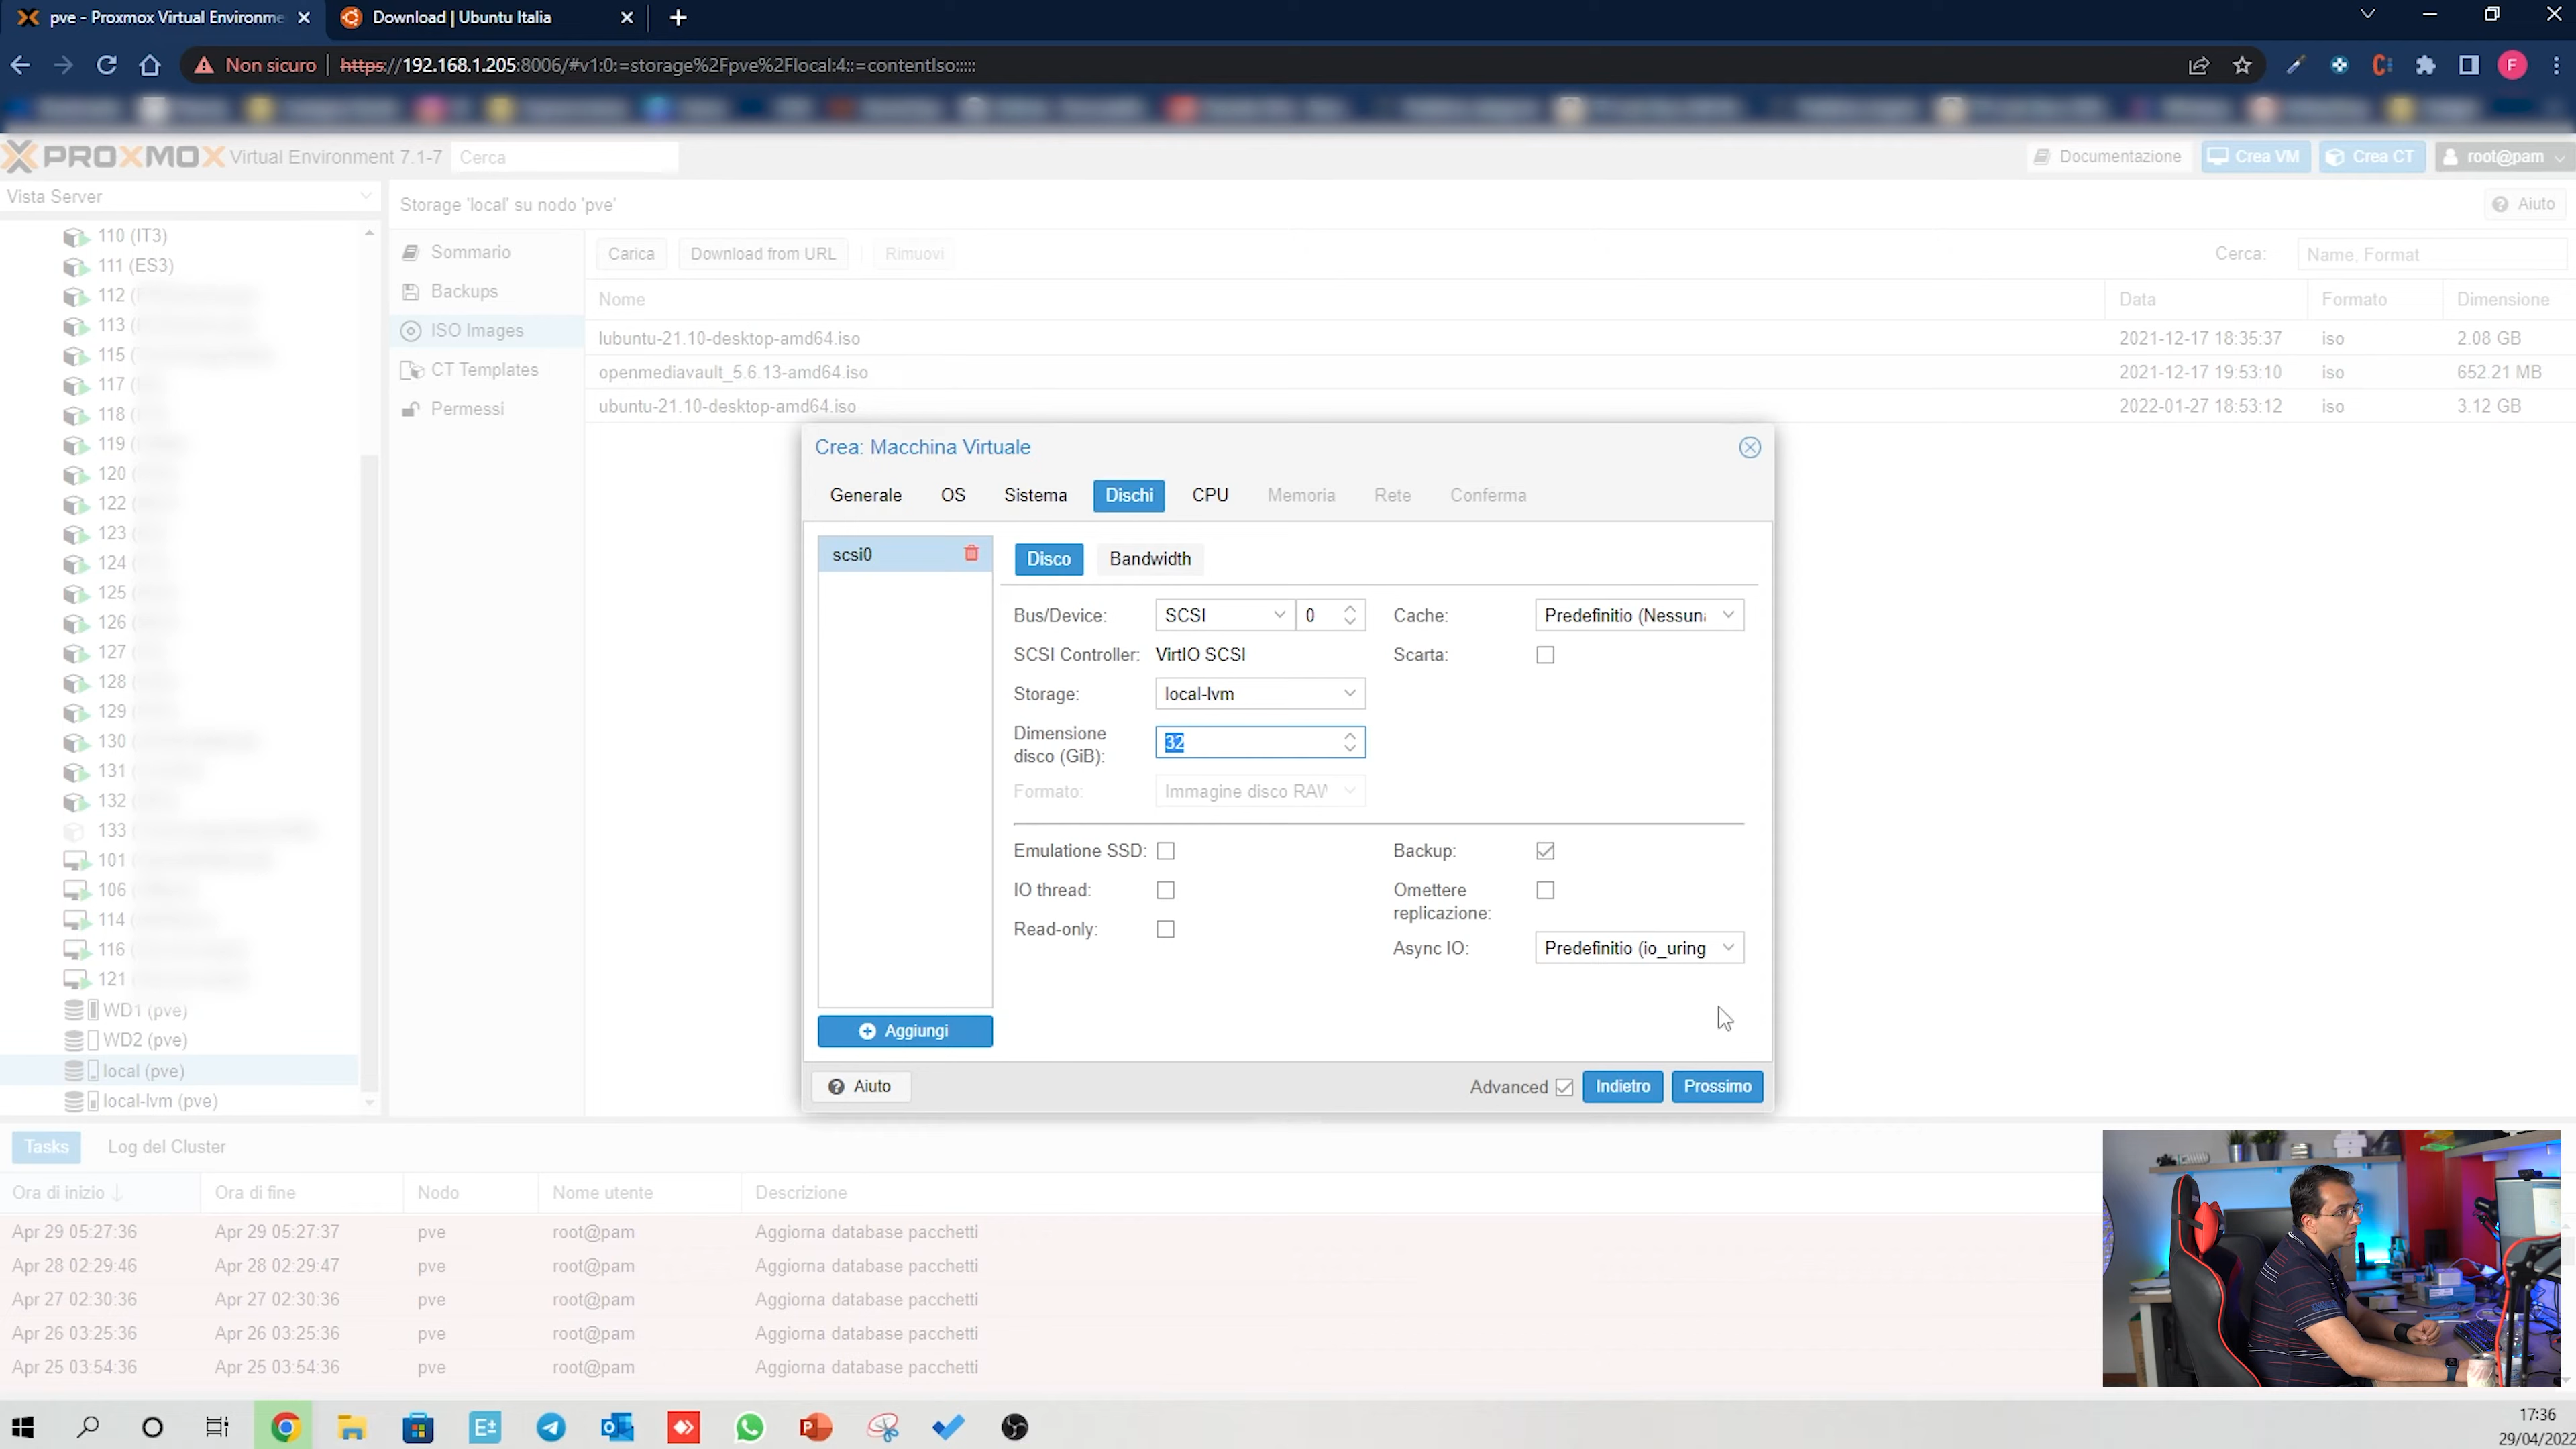 pve - Proxmox Virtual Environme
Download | Ubuntu Italia
Non sicuro
https://192.168.1.205:8006/#v1:0:=storage%2Fpve%2Flocal:4::=contentIso:::::
F
PROXMOX Virtual Environment 7.1-7
Cerca
Documentazione
Crea VM
Crea CT
root@pam
Vista Server
Storage 'local' su nodo 'pve'
Aiuto
110 (IT3)
111 (ES3)
112 (
113 (
115 (
117 (
118 (
119 (
120 (
122 (
123 (
124 (
125 (
126 (
127 (
128 (
129 (
130 (
131 (
132 (
133 (
101 (
106 (
114 (
116 (
121 (
WD1 (pve)
WD2 (pve)
local (pve)
local-lvm (pve)
Sommario
Backups
ISO Images
CT Templates
Permessi
Carica
Download from URL
Rimuovi
Cerca:
Name, Format
Nome Data Formato Dimensione
lubuntu-21.10-desktop-amd64.iso 2021-12-17 18:35:37 iso 2.08 GB
openmediavault_5.6.13-amd64.iso 2021-12-17 19:53:10 iso 652.21 MB
ubuntu-21.10-desktop-amd64.iso 2022-01-27 18:53:12 iso 3.12 GB
Crea: Macchina Virtuale
Generale OS Sistema Dischi CPU Memoria Rete Conferma
scsi0
Disco Bandwidth
Bus/Device: SCSI 0
SCSI Controller: VirtIO SCSI
Storage: local-lvm
Dimensione
disco (GiB): 32
Formato: Immagine disco RAW
Cache: Predefinitio (Nessuna
Scarta:
Emulatione SSD:
IO thread:
Read-only:
Backup:
Omettere
replicazione:
Async IO: Predefinitio (io_uring
Aggiungi
Aiuto
Advanced
Indietro
Prossimo
Tasks
Log del Cluster
Ora di inizio Ora di fine Nodo Nome utente Descrizione
Apr 29 05:27:36 Apr 29 05:27:37 pve root@pam Aggiorna database pacchetti
Apr 28 02:29:46 Apr 28 02:29:47 pve root@pam Aggiorna database pacchetti
Apr 27 02:30:36 Apr 27 02:30:36 pve root@pam Aggiorna database pacchetti
Apr 26 03:25:36 Apr 26 03:25:36 pve root@pam Aggiorna database pacchetti
Apr 25 03:54:36 Apr 25 03:54:36 pve root@pam Aggiorna database pacchetti
17:36
29/04/2022